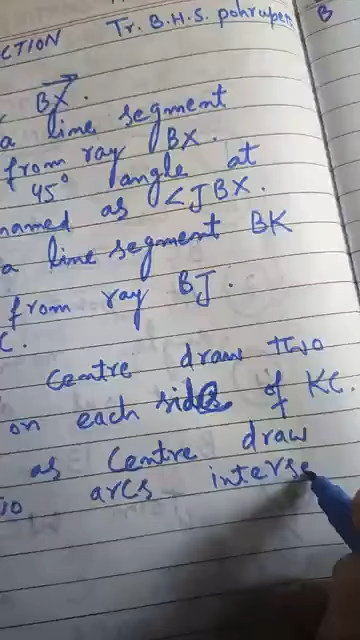 Tr. B.H.S. pohrupen
B
CTION
BX.
a line segment
from ray BX.
45° angle at
named as ∠JBX.
a line segment BK
from ray BJ.
C.
Centre draw two
on each side of KC.
as Centre draw
arcs interse